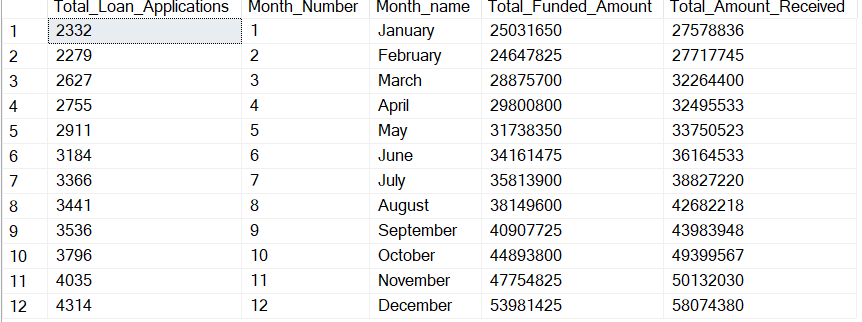 Total_Loan_Applications Month_Number Month_name Total_Funded_Amount Total_Amount_Received
1 2332 1 January 25031650 27578836
2 2279 2 February 24647825 27717745
3 2627 3 March 28875700 32264400
4 2755 4 April 29800800 32495533
5 2911 5 May 31738350 33750523
6 3184 6 June 34161475 36164533
7 3366 7 July 35813900 38827220
8 3441 8 August 38149600 42682218
9 3536 9 September 40907725 43983948
10 3796 10 October 44893800 49399567
11 4035 11 November 47754825 50132030
12 4314 12 December 53981425 58074380